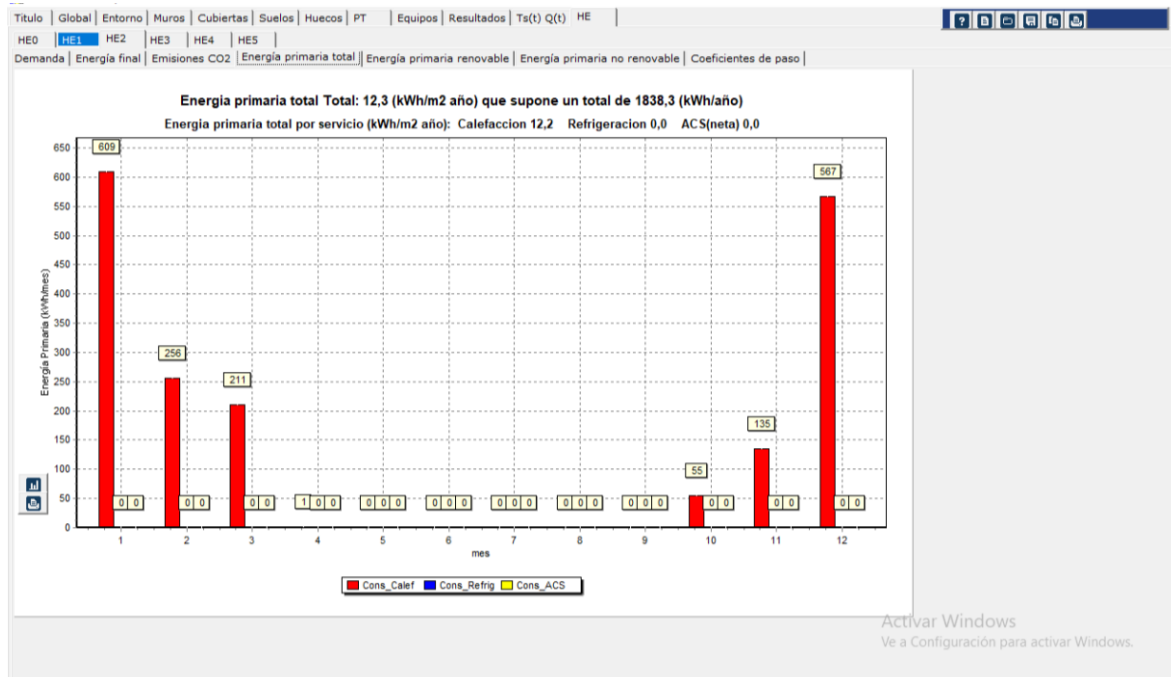 Titulo Global Entorno Muros Cubiertas Suelos Huecos PT Equipos Resultados Ts(t) Q(t) HE
HE0 HE1 HE2 HE3 HE4 HE5
Demanda Energía final Emisiones CO2 Energía primaria total Energía primaria renovable Energía primaria no renovable Coeficientes de paso
Energia primaria total Total: 12,3 (kWh/m2 año) que supone un total de 1838,3 (kWh/año)
Energia primaria total por servicio (kWh/m2 año): Calefaccion 12,2 Refrigeracion 0,0 ACS(neta) 0,0
Energía Primaria (kWh/mes)
650
600
550
500
450
400
350
300
250
200
150
100
50
0
609
256
211
55
135
567
0 0
0 0
0 0
1 0 0
0 0 0
0 0 0
0 0 0
0 0 0
0 0 0
0 0
0 0
0 0
1 2 3 4 5 6 7 8 9 10 11 12
mes
Cons_Calef Cons_Refrig Cons_ACS
Activar Windows
Ve a Configuración para activar Windows.